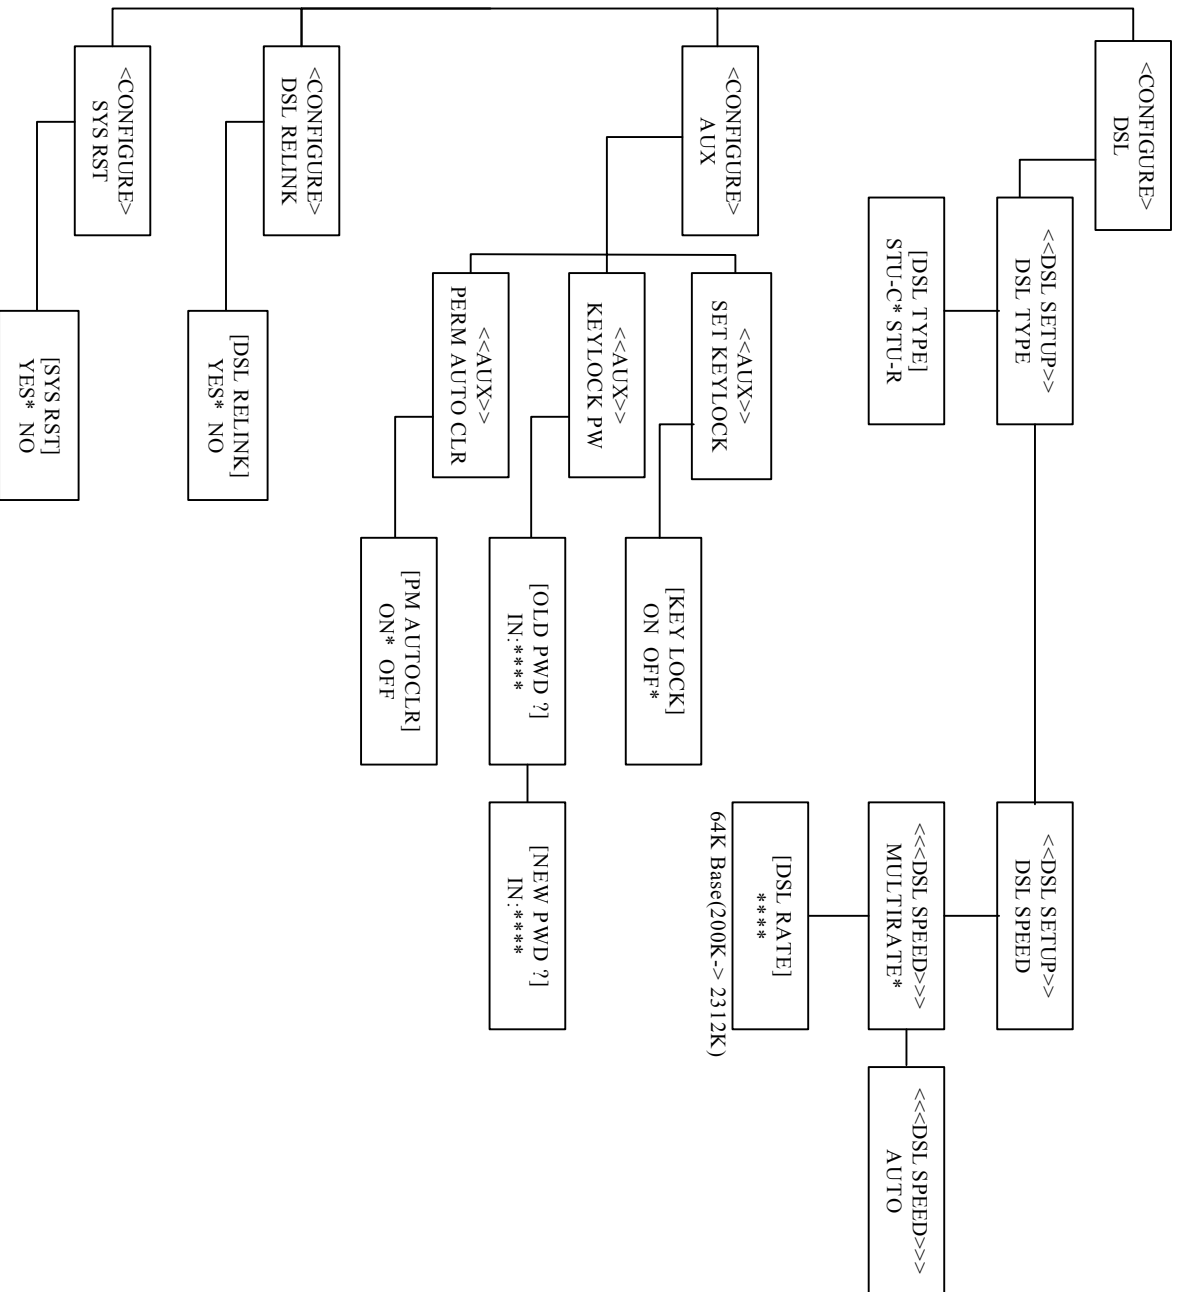 <CONFIGURE>
DSL
<<DSL SETUP>>
DSL TYPE
[DSL TYPE]
STU-C* STU-R
<<DSL SETUP>>
DSL SPEED
<<<DSL SPEED>>>
MULTIRATE*
[DSL RATE]
****
64K Base(200K-> 2312K)
<<<DSL SPEED>>>
AUTO
<CONFIGURE>
AUX
<<AUX>>
SET KEYLOCK
[KEY LOCK]
ON OFF*
<<AUX>>
KEYLOCK PW
[OLD PWD ?]
IN:****
[NEW PWD ?]
IN:****
<<AUX>>
PERM AUTO CLR
[PM AUTOCLR]
ON* OFF
<CONFIGURE>
DSL RELINK
[DSL RELINK]
YES* NO
<CONFIGURE>
SYS RST
[SYS RST]
YES* NO